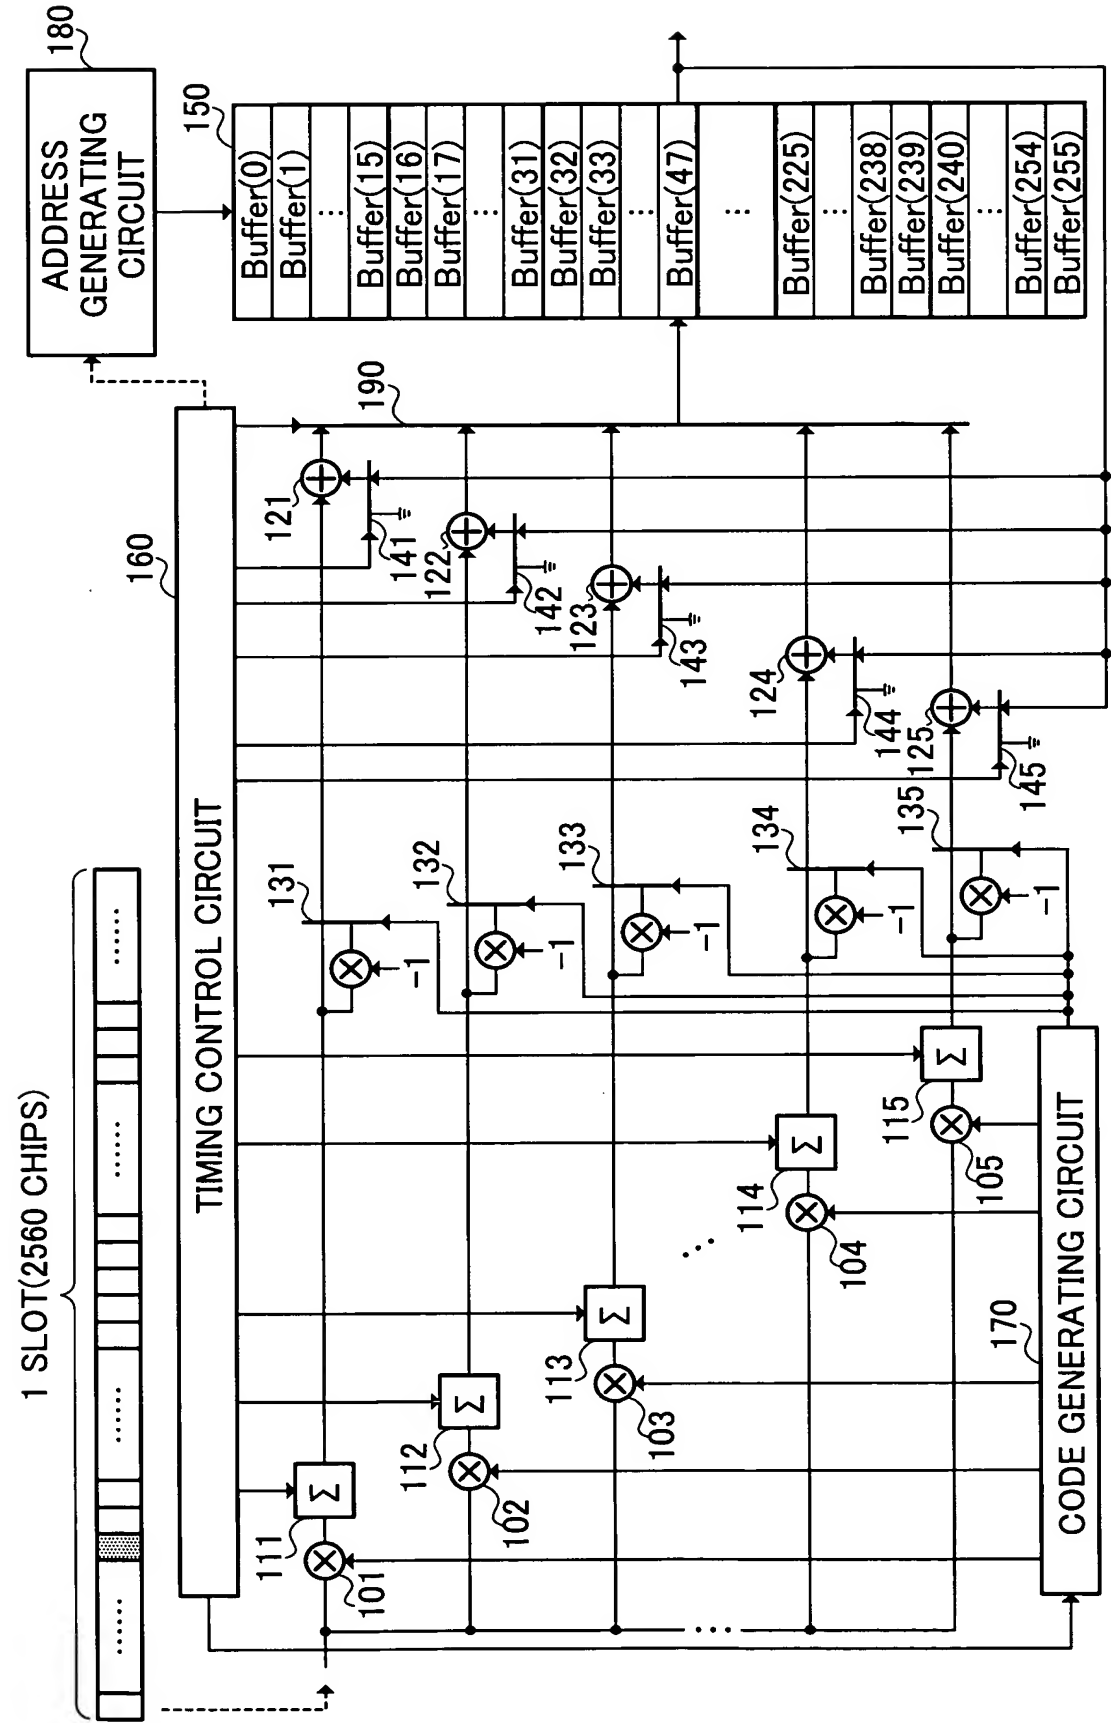 1 SLOT(2560 CHIPS)
......
......
......
......
TIMING CONTROL CIRCUIT
160
ADDRESS
GENERATING
CIRCUIT
180
150
Buffer(0)
Buffer(1)
...
Buffer(15)
Buffer(16)
Buffer(17)
...
Buffer(31)
Buffer(32)
Buffer(33)
...
Buffer(47)
...
Buffer(225)
...
Buffer(238)
Buffer(239)
Buffer(240)
...
Buffer(254)
Buffer(255)
190
111
Σ
101
131
-1
121
141
112
Σ
102
132
-1
122
142
113
Σ
103
133
-1
123
143
...
...
114
Σ
104
134
-1
124
144
115
Σ
105
135
-1
125
145
170
CODE GENERATING CIRCUIT